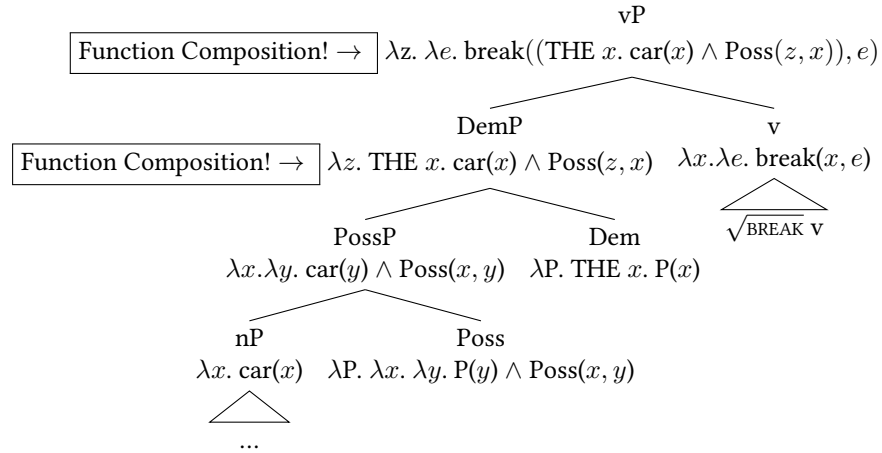 vP
Function Composition! → λz. λe. break((THE x. car(x) ∧ Poss(z, x)), e)
DemP v
Function Composition! → λz. THE x. car(x) ∧ Poss(z, x) λx.λe. break(x, e)
√BREAK v
PossP Dem
λx.λy. car(y) ∧ Poss(x, y) λP. THE x. P(x)
nP Poss
λx. car(x) λP. λx. λy. P(y) ∧ Poss(x, y)
...